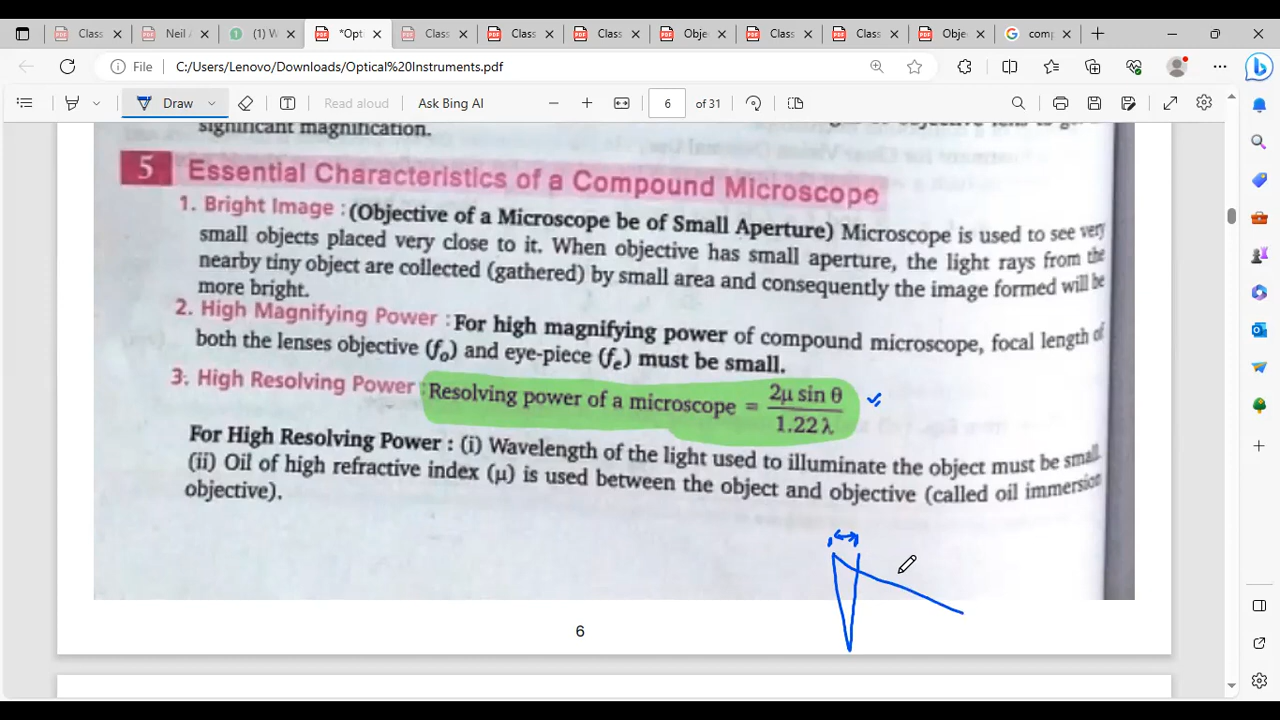 Class
Neil
(1) W
*Opti
Class
Class
Class
Obje
Class
Class
Obje
comp
File
C:/Users/Lenovo/Downloads/Optical%20Instruments.pdf
Draw
Read aloud
Ask Bing AI
6 of 31
significant magnification.
5 Essential Characteristics of a Compound Microscope
1. Bright Image : (Objective of a Microscope be of Small Aperture) Microscope is used to see very
small objects placed very close to it. When objective has small aperture, the light rays from the
nearby tiny object are collected (gathered) by small area and consequently the image formed will be
more bright.
2. High Magnifying Power : For high magnifying power of compound microscope, focal length of
both the lenses objective (fo) and eye-piece (fe) must be small.
3. High Resolving Power : Resolving power of a microscope = 2μ sin θ / 1.22 λ
For High Resolving Power : (i) Wavelength of the light used to illuminate the object must be small.
(ii) Oil of high refractive index (μ) is used between the object and objective (called oil immersion
objective).
6